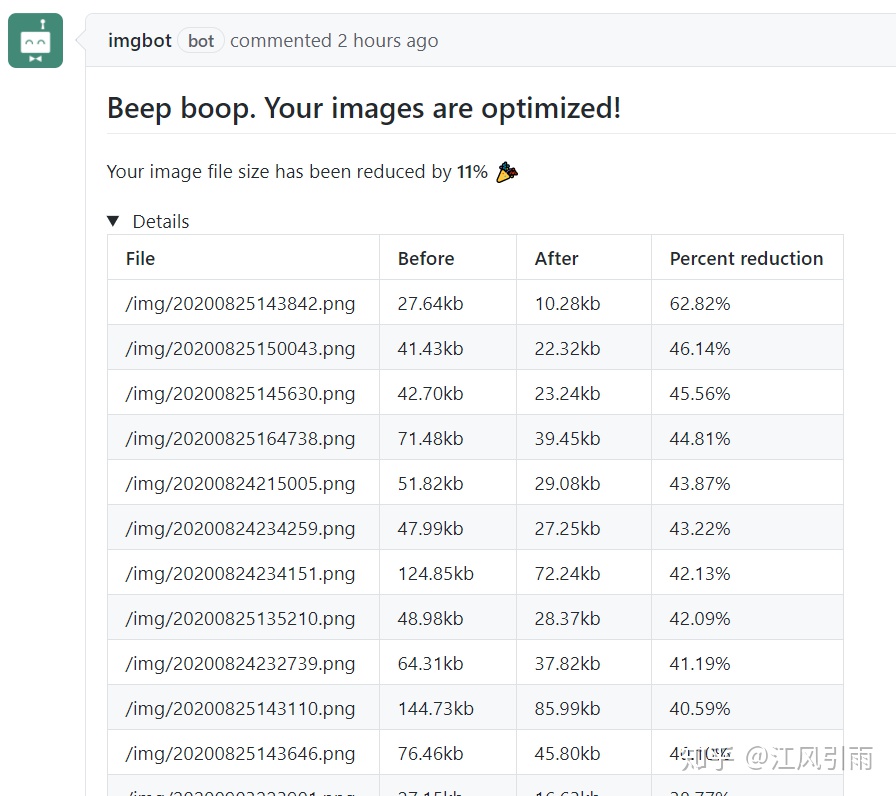 imgbot bot commented 2 hours ago
Beep boop. Your images are optimized!
Your image file size has been reduced by 11%
Details
File Before After Percent reduction
/img/20200825143842.png 27.64kb 10.28kb 62.82%
/img/20200825150043.png 41.43kb 22.32kb 46.14%
/img/20200825145630.png 42.70kb 23.24kb 45.56%
/img/20200825164738.png 71.48kb 39.45kb 44.81%
/img/20200824215005.png 51.82kb 29.08kb 43.87%
/img/20200824234259.png 47.99kb 27.25kb 43.22%
/img/20200824234151.png 124.85kb 72.24kb 42.13%
/img/20200825135210.png 48.98kb 28.37kb 42.09%
/img/20200824232739.png 64.31kb 37.82kb 41.19%
/img/20200825143110.png 144.73kb 85.99kb 40.59%
/img/20200825143646.png 76.46kb 45.80kb 40.10%
知乎 @江风引雨